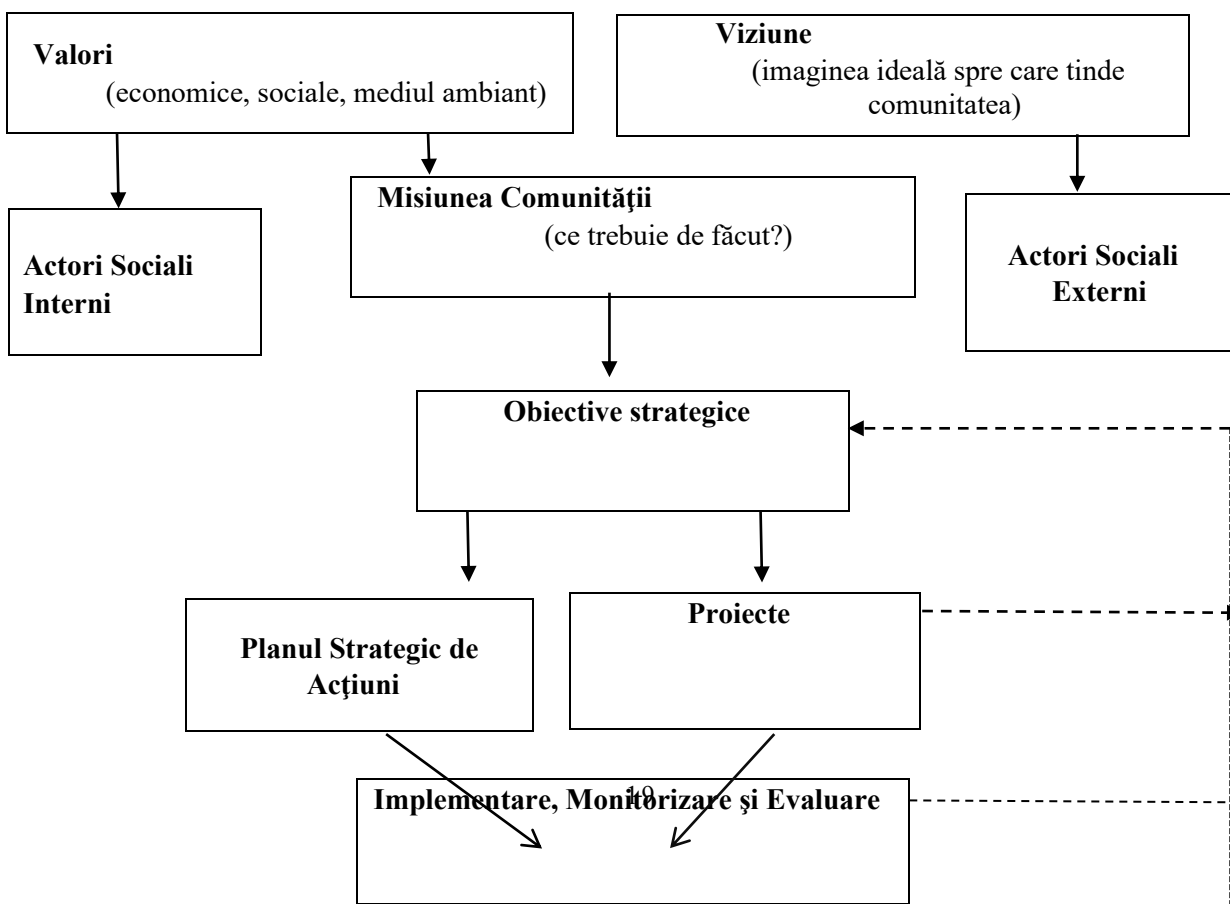 Valori
(economice, sociale, mediul ambiant)
Viziune
(imaginea ideală spre care tinde
comunitatea)
Misiunea Comunităţii
(ce trebuie de făcut?)
Actori Sociali
Interni
Actori Sociali
Externi
Obiective strategice
Planul Strategic de
Acţiuni
Proiecte
Implementare, Monitorizare şi Evaluare
19